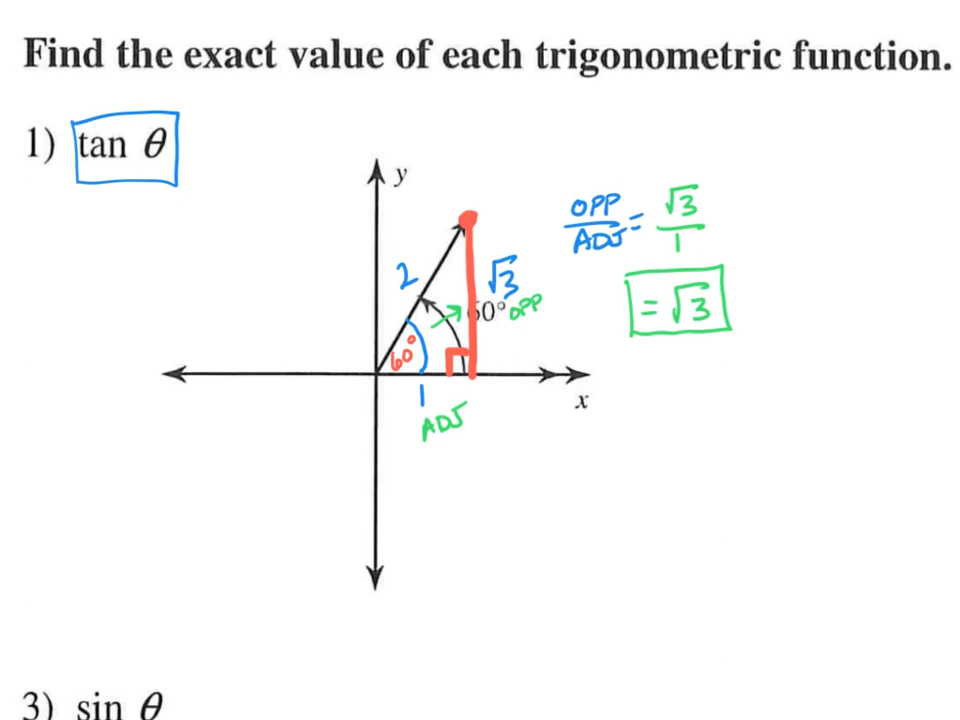 Find the exact value of each trigonometric function.
1) tan θ
y
OPP/ADJ = √3/1
= √3
2
√3
60° OPP
60°
1
ADJ
x
3) sin θ